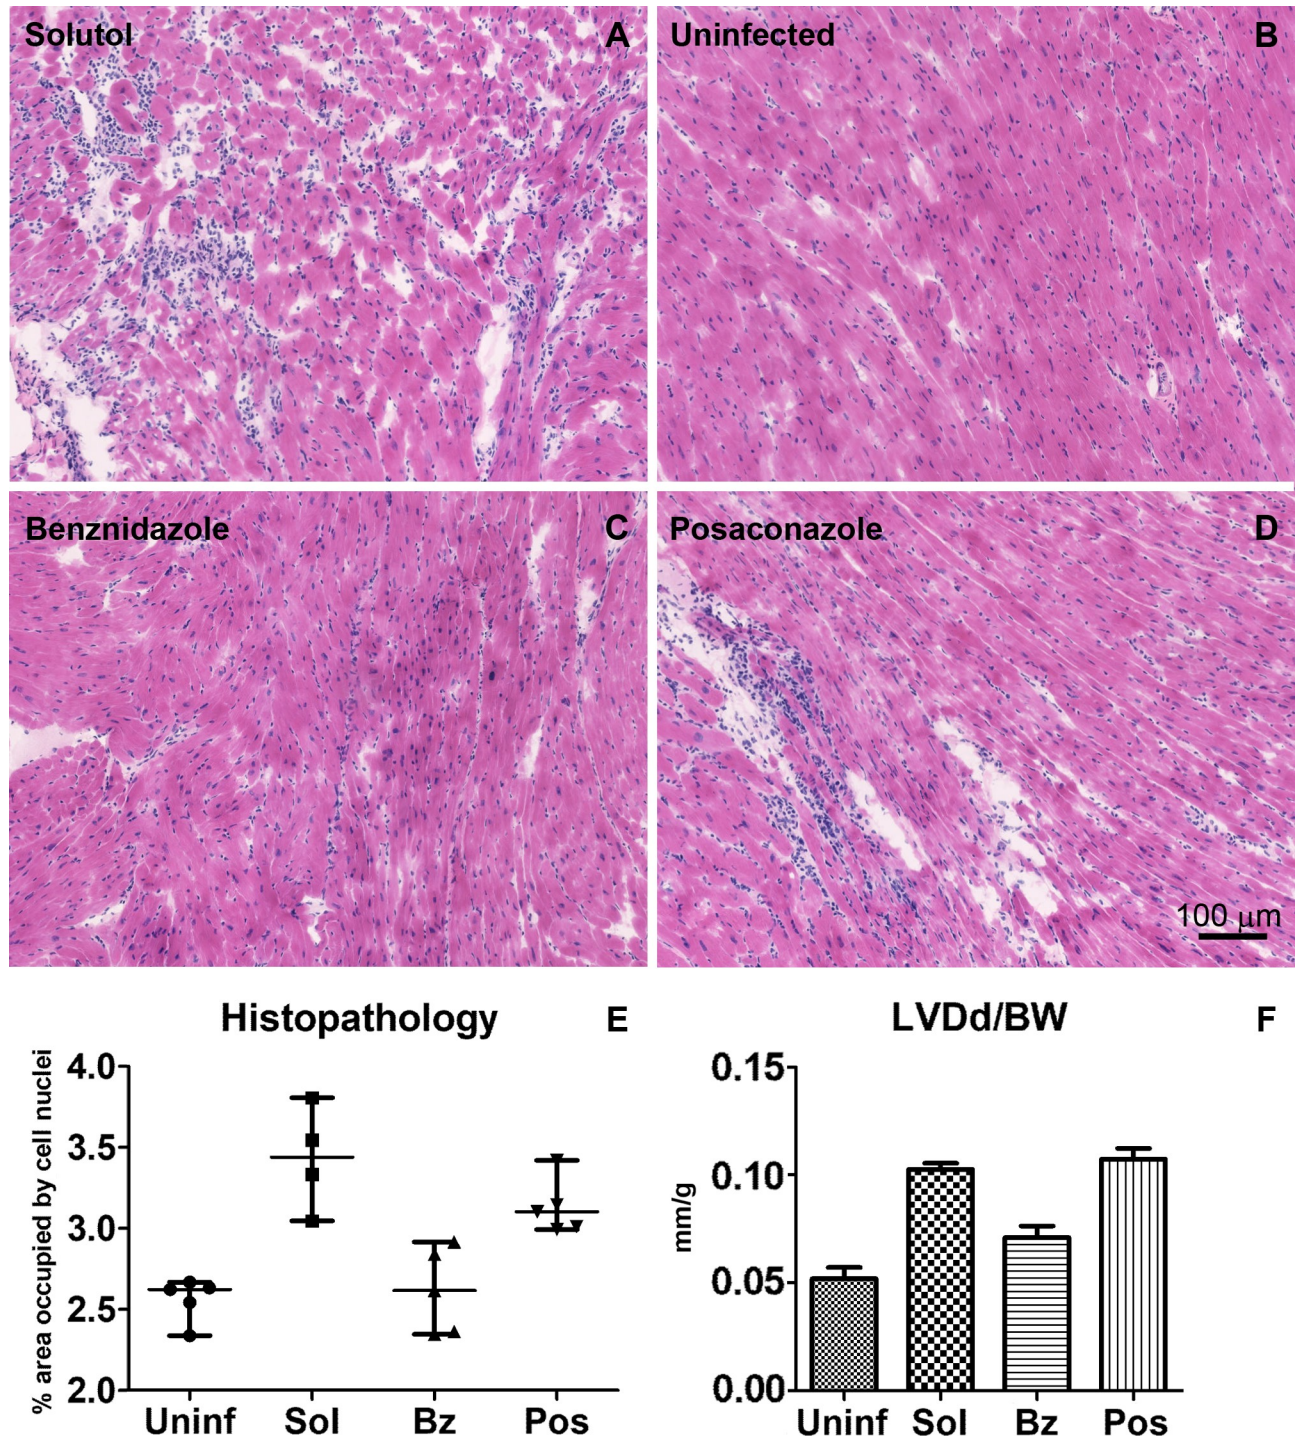 Solutol A
Uninfected B
Benznidazole C
Posaconazole D
100 µm
Histopathology E
% area occupied by cell nuclei
4.0
3.5
3.0
2.5
2.0
Uninf Sol Bz Pos
LVDd/BW F
mm/g
0.15
0.10
0.05
0.00
Uninf Sol Bz Pos